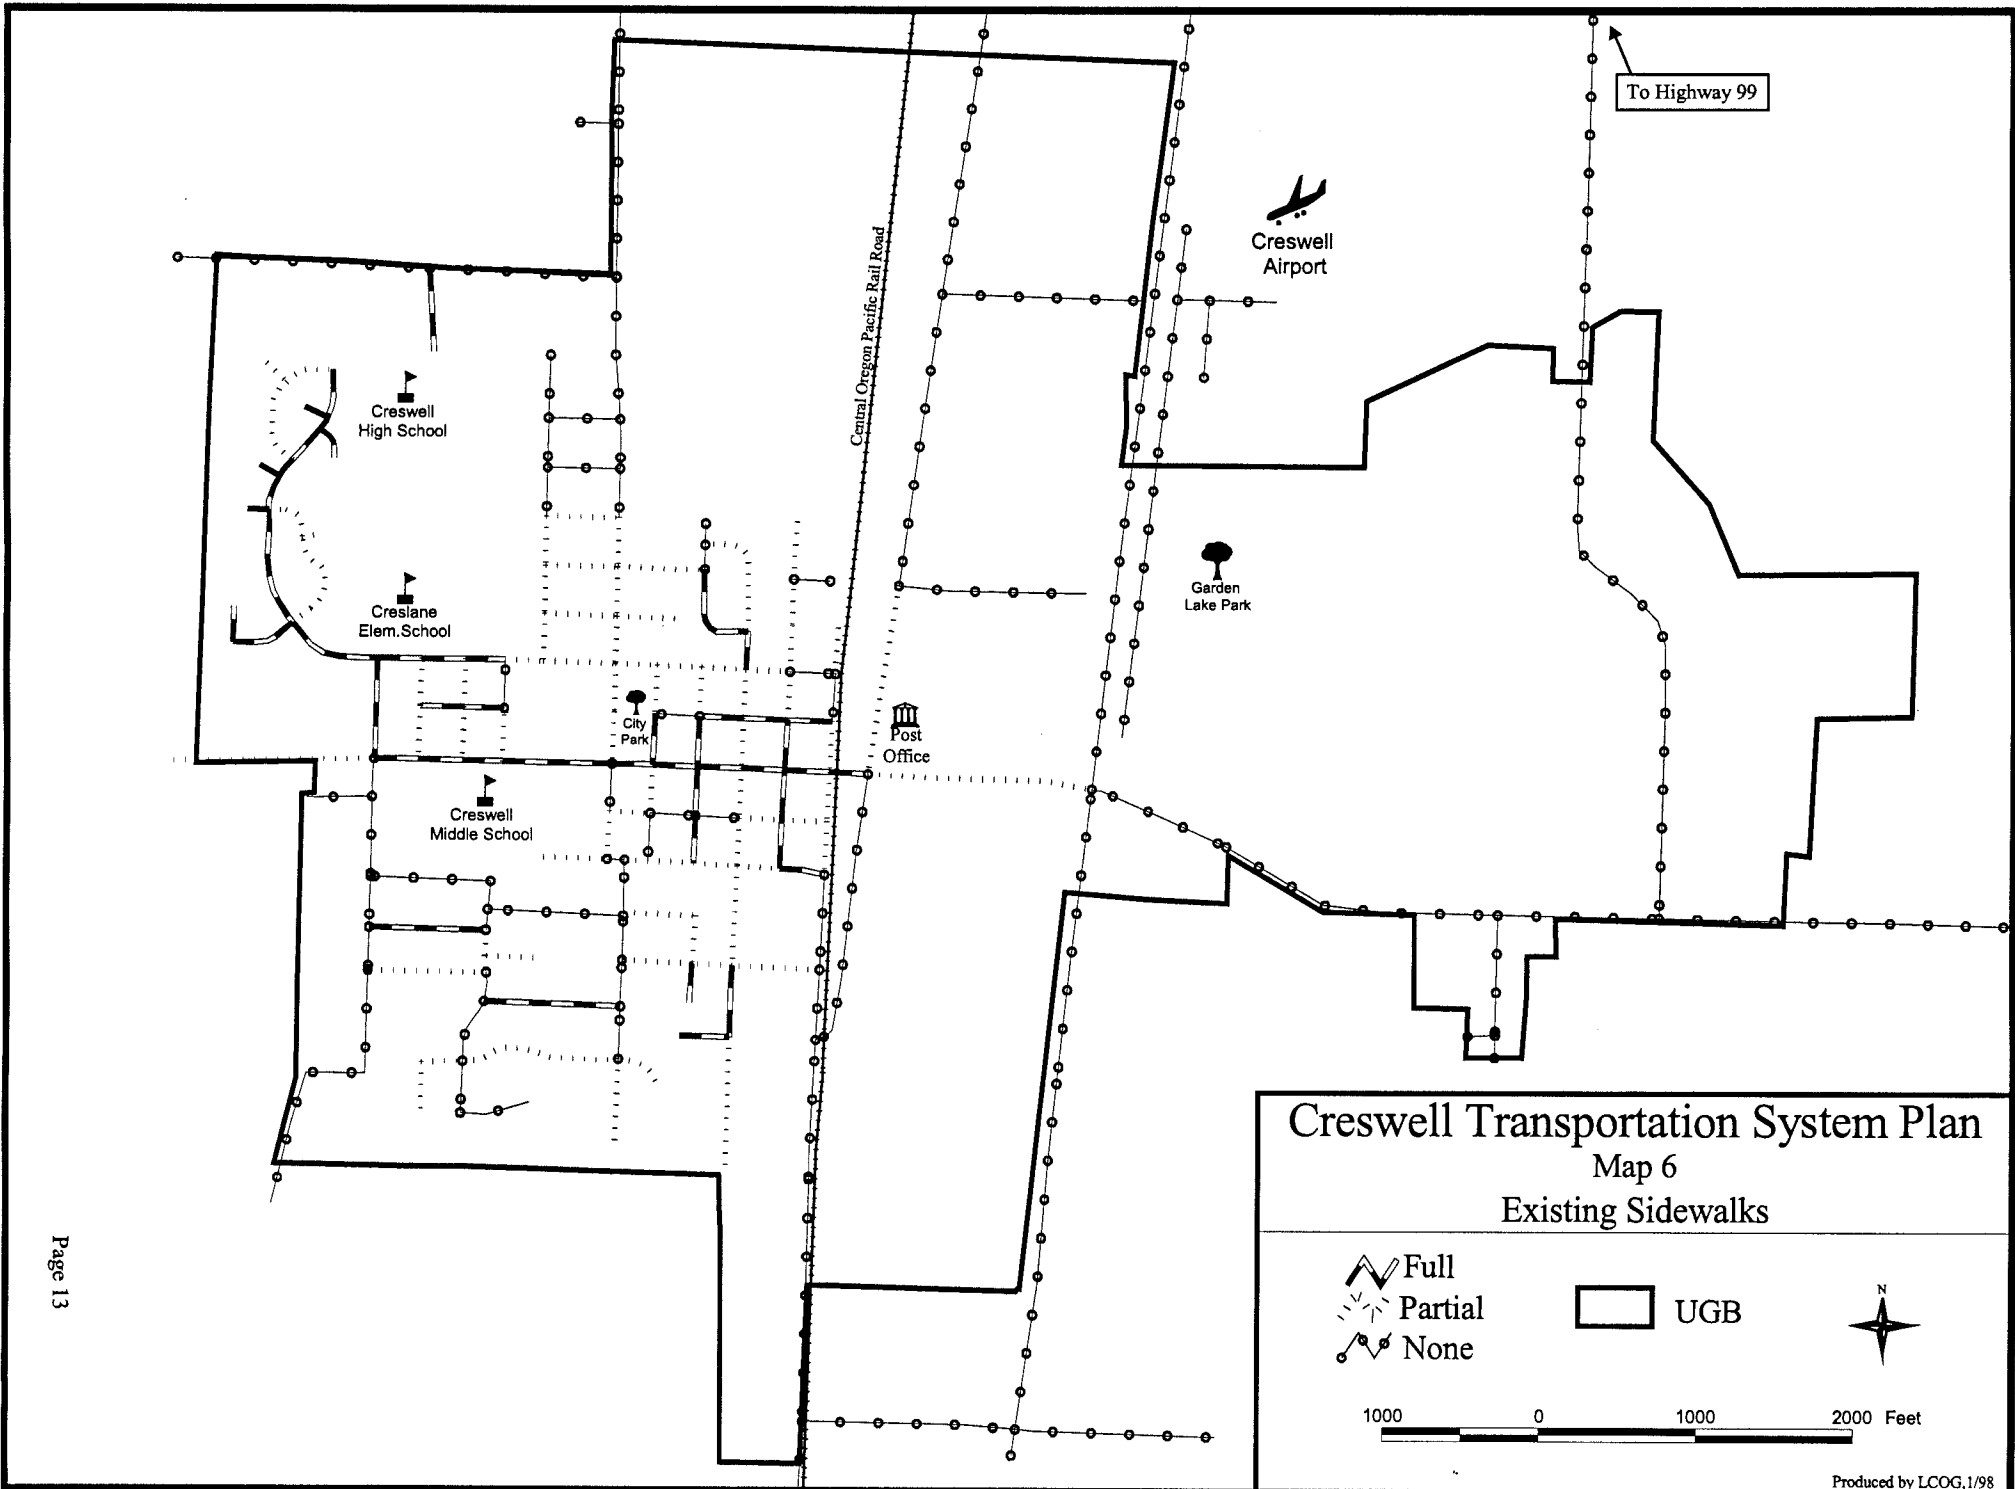 To Highway 99
Creswell
Airport
Central Oregon Pacific Rail Road
Creswell
High School
Creslane
Elem.School
Garden
Lake Park
City
Park
Post
Office
Creswell
Middle School
Page 13
Creswell Transportation System Plan
Map 6
Existing Sidewalks
Full
Partial
None
UGB
N
1000 0 1000 2000 Feet
Produced by LCOG,1/98